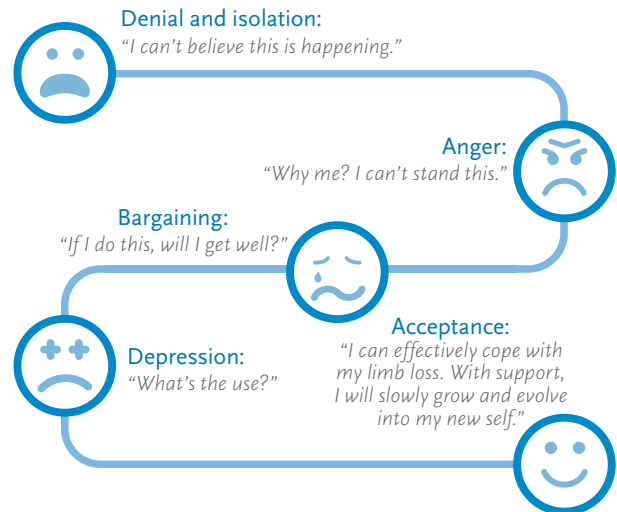 Denial and isolation:
“I can’t believe this is happening.”
Anger:
“Why me? I can’t stand this.”
Bargaining:
“If I do this, will I get well?”
Depression:
“What’s the use?”
Acceptance:
“I can effectively cope with
my limb loss. With support,
I will slowly grow and evolve
into my new self.”